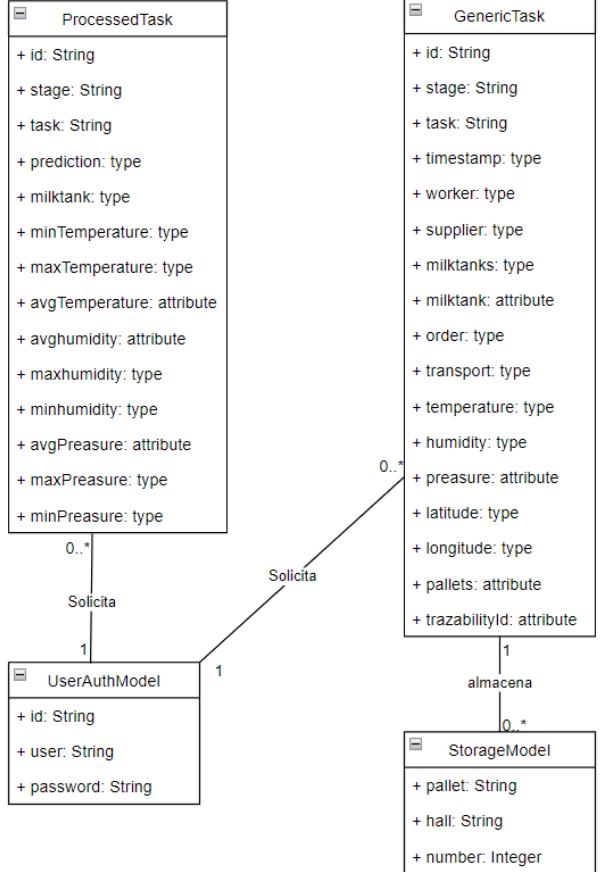 ProcessedTask
+ id: String
+ stage: String
+ task: String
+ prediction: type
+ milktank: type
+ minTemperature: type
+ maxTemperature: type
+ avgTemperature: attribute
+ avghumidity: attribute
+ maxhumidity: type
+ minhumidity: type
+ avgPreasure: attribute
+ maxPreasure: type
+ minPreasure: type
0..*
Solicita
1
UserAuthModel
+ id: String
+ user: String
+ password: String
GenericTask
+ id: String
+ stage: String
+ task: String
+ timestamp: type
+ worker: type
+ supplier: type
+ milktanks: type
+ milktank: attribute
+ order: type
+ transport: type
+ temperature: type
+ humidity: type
+ preasure: attribute
+ latitude: type
+ longitude: type
+ pallets: attribute
+ trazabilityId: attribute
0..*
Solicita
1
1
almacena
0..*
StorageModel
+ pallet: String
+ hall: String
+ number: Integer